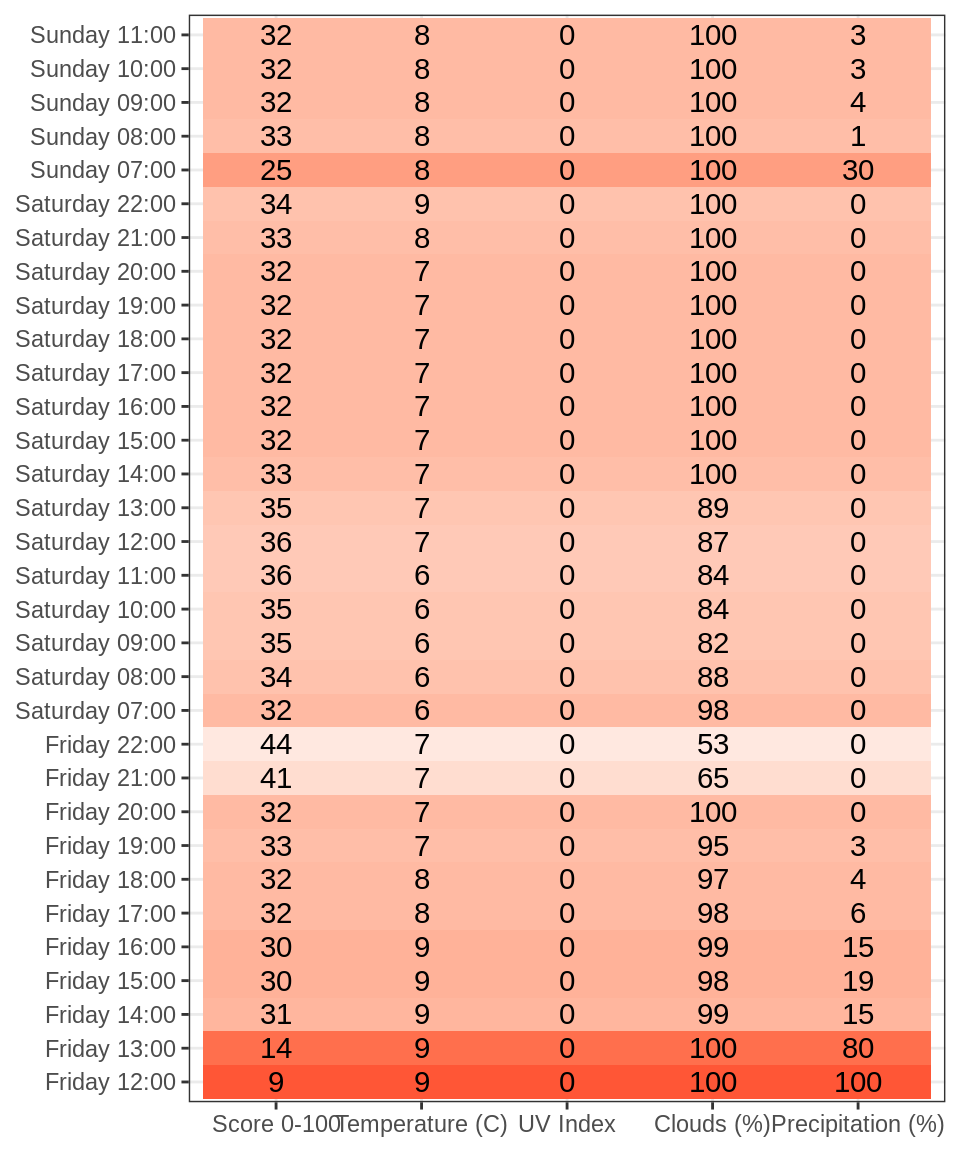 Sunday 11:00 32 8 0 100 3
Sunday 10:00 32 8 0 100 3
Sunday 09:00 32 8 0 100 4
Sunday 08:00 33 8 0 100 1
Sunday 07:00 25 8 0 100 30
Saturday 22:00 34 9 0 100 0
Saturday 21:00 33 8 0 100 0
Saturday 20:00 32 7 0 100 0
Saturday 19:00 32 7 0 100 0
Saturday 18:00 32 7 0 100 0
Saturday 17:00 32 7 0 100 0
Saturday 16:00 32 7 0 100 0
Saturday 15:00 32 7 0 100 0
Saturday 14:00 33 7 0 100 0
Saturday 13:00 35 7 0 89 0
Saturday 12:00 36 7 0 87 0
Saturday 11:00 36 6 0 84 0
Saturday 10:00 35 6 0 84 0
Saturday 09:00 35 6 0 82 0
Saturday 08:00 34 6 0 88 0
Saturday 07:00 32 6 0 98 0
Friday 22:00 44 7 0 53 0
Friday 21:00 41 7 0 65 0
Friday 20:00 32 7 0 100 0
Friday 19:00 33 7 0 95 3
Friday 18:00 32 8 0 97 4
Friday 17:00 32 8 0 98 6
Friday 16:00 30 9 0 99 15
Friday 15:00 30 9 0 98 19
Friday 14:00 31 9 0 99 15
Friday 13:00 14 9 0 100 80
Friday 12:00 9 9 0 100 100
Score 0-100 Temperature (C) UV Index Clouds (%) Precipitation (%)